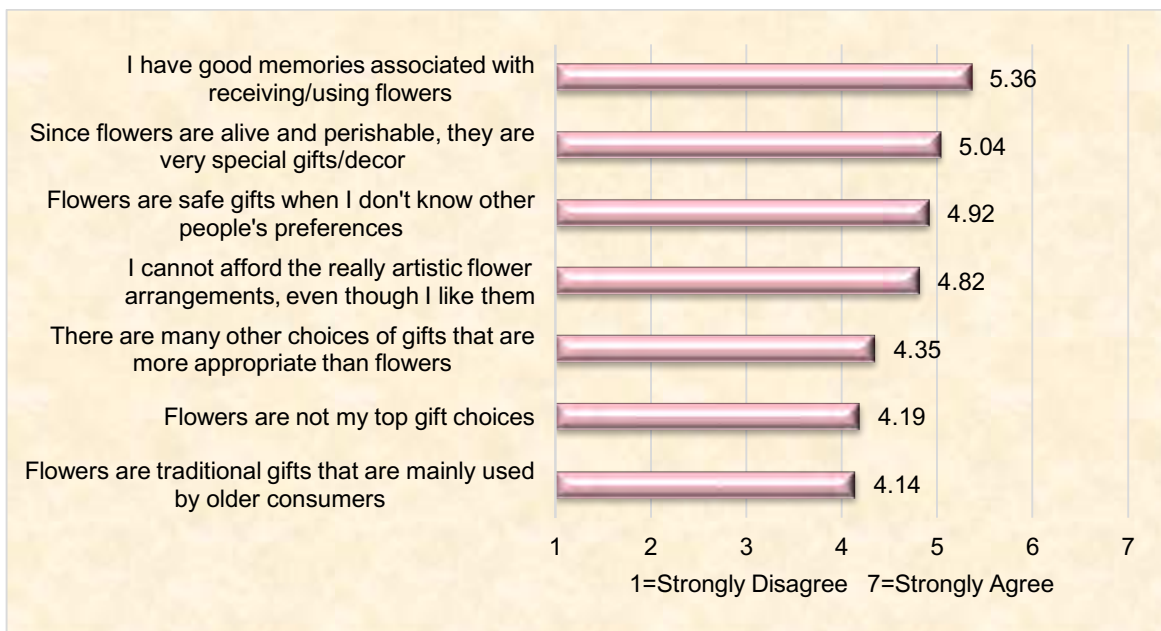 I have good memories associated with
receiving/using flowers
5.36
Since flowers are alive and perishable, they are
very special gifts/decor
5.04
Flowers are safe gifts when I don't know other
people's preferences
4.92
I cannot afford the really artistic flower
arrangements, even though I like them
4.82
There are many other choices of gifts that are
more appropriate than flowers
4.35
Flowers are not my top gift choices
4.19
Flowers are traditional gifts that are mainly used
by older consumers
4.14
1 2 3 4 5 6 7
1=Strongly Disagree 7=Strongly Agree